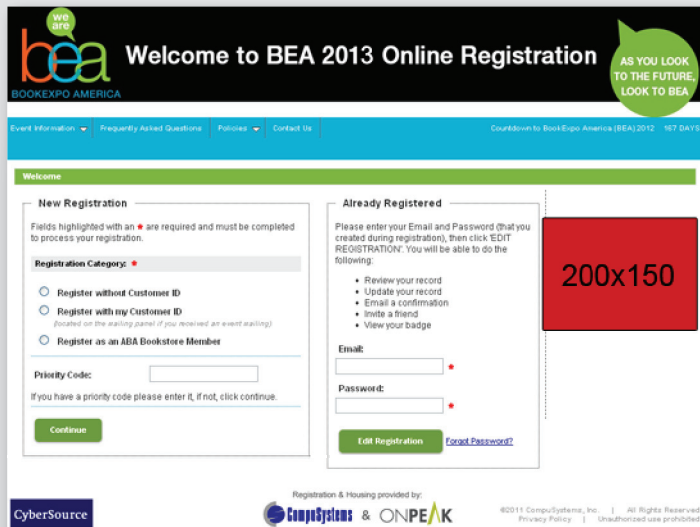 we
are
bea
BOOKEXPO AMERICA
Welcome to BEA 2013 Online Registration
AS YOU LOOK
TO THE FUTURE,
LOOK TO BEA
Event Information Frequently Asked Questions Policies Contact Us Countdown to BookExpo America (BEA) 2012 167 DAYS
Welcome
New Registration
Fields highlighted with an * are required and must be completed
to process your registration.
Registration Category: *
Register without Customer ID
Register with my Customer ID
(located on the mailing panel if you received an event mailing)
Register as an ABA Bookstore Member
Priority Code:
If you have a priority code please enter it, if not, click continue.
Continue
Already Registered
Please enter your Email and Password (that you
created during registration), then click 'EDIT
REGISTRATION'. You will be able to do the
following:
• Review your record
• Update your record
• Email a confirmation
• Invite a friend
• View your badge
Email:
*
Password:
*
Edit Registration Forgot Password?
200x150
CyberSource
Registration & Housing provided by:
CompuSystems & ONPEAK
©2011 CompuSystems, Inc. | All Rights Reserved
Privacy Policy | Unauthorized use prohibited